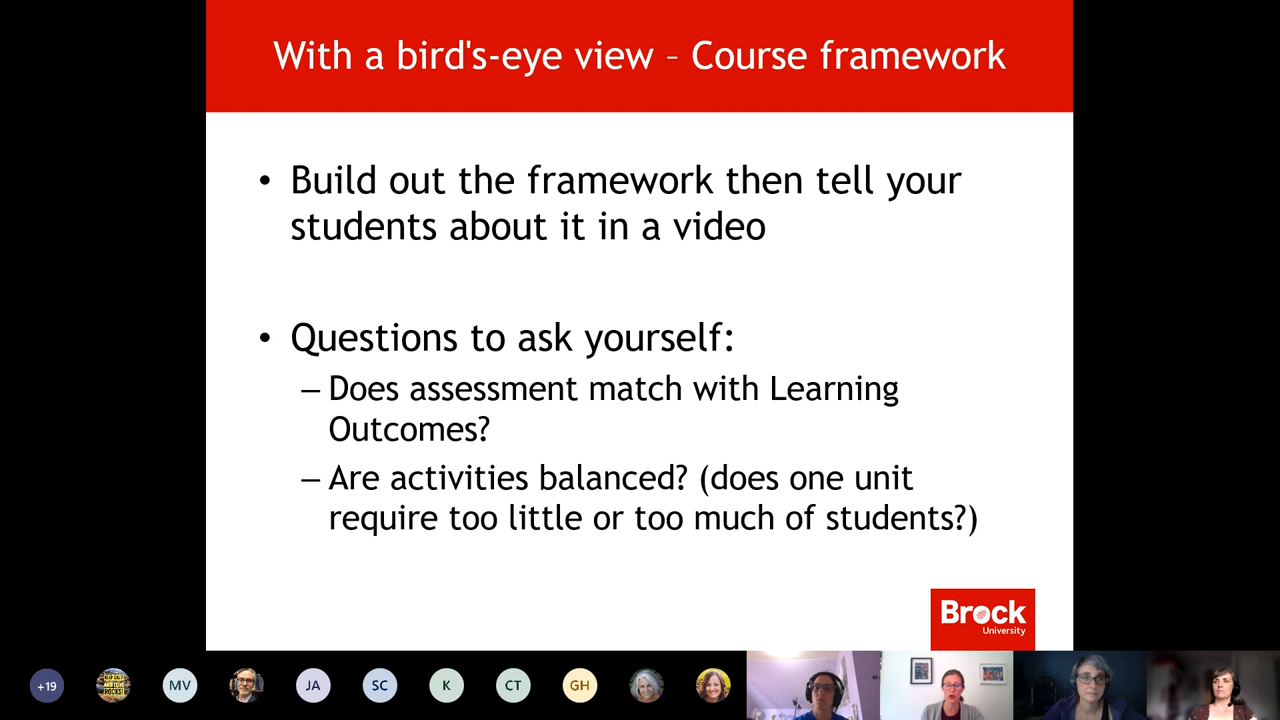 With a bird's-eye view – Course framework
• Build out the framework then tell your
students about it in a video
• Questions to ask yourself:
– Does assessment match with Learning
Outcomes?
– Are activities balanced? (does one unit
require too little or too much of students?)
Brock
University
+19
MV
JA
SC
K
CT
GH